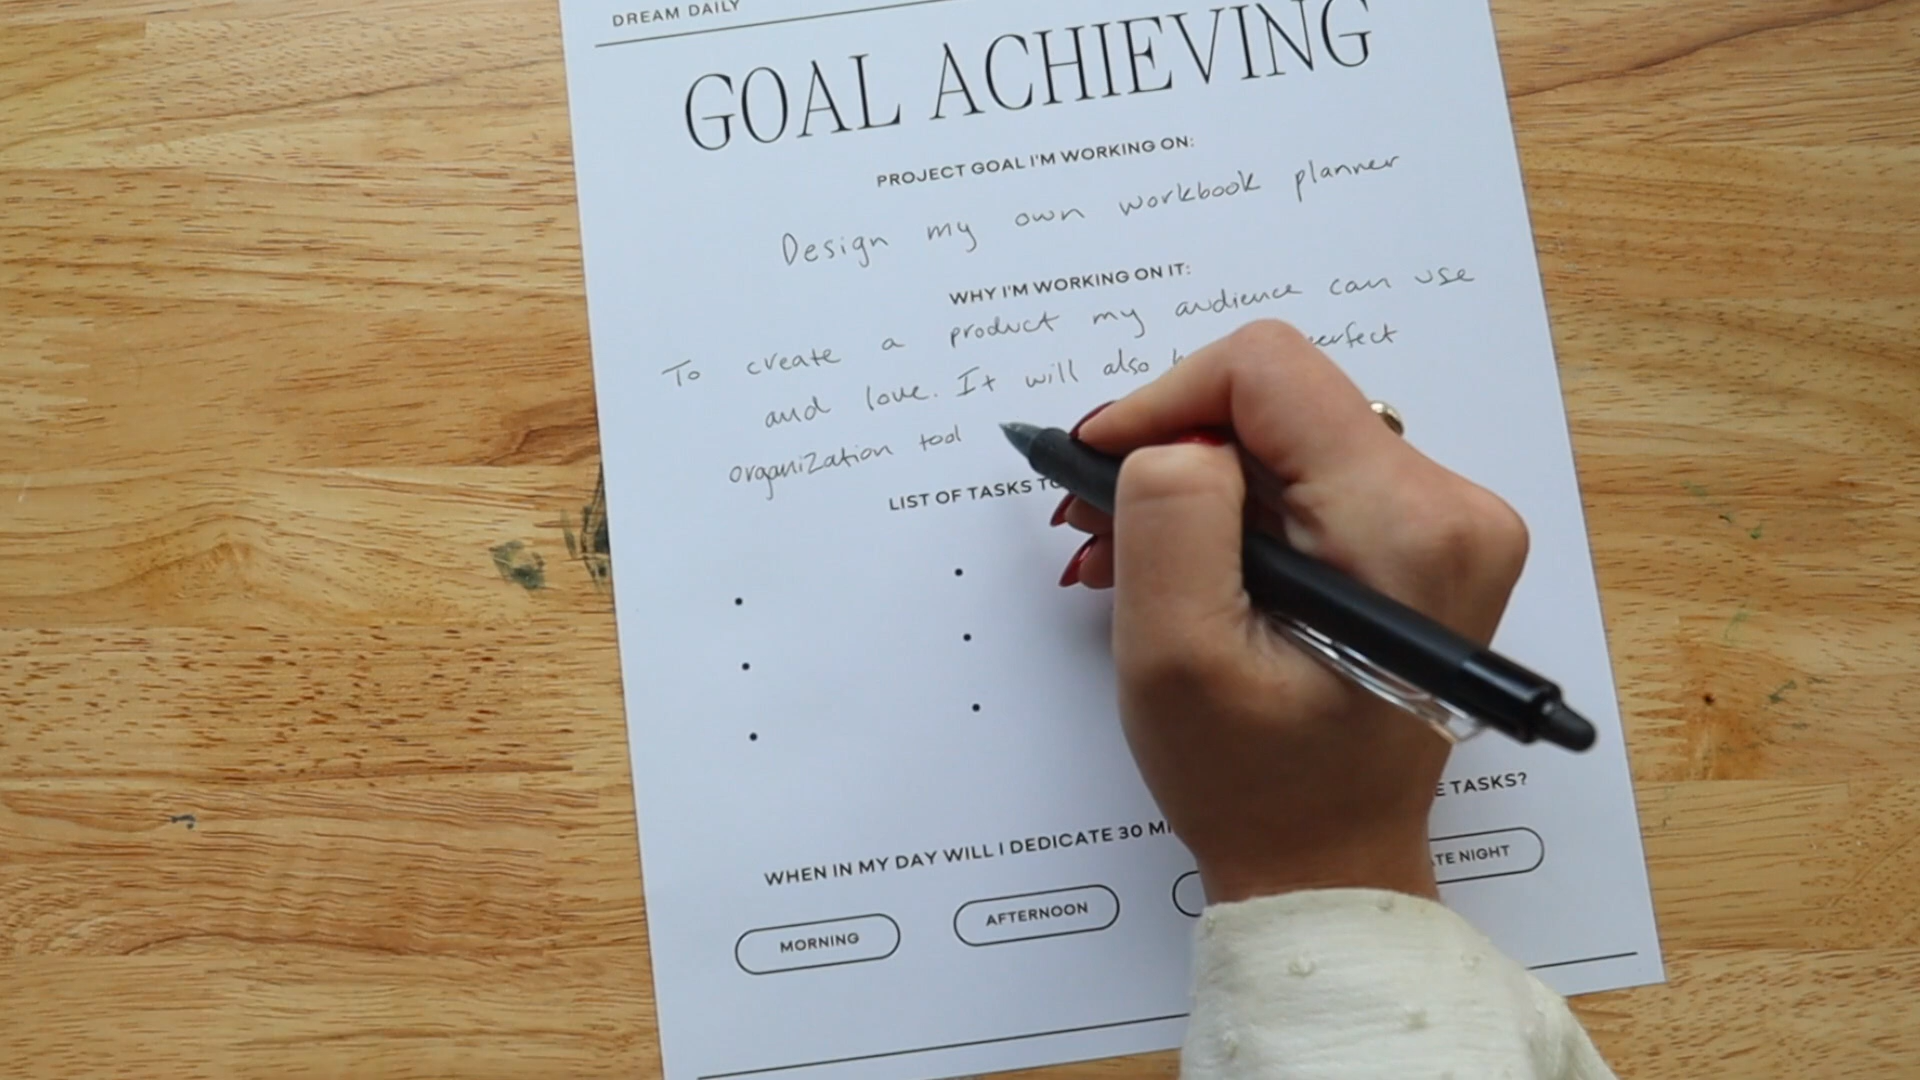 DREAM DAILY
GOAL ACHIEVING
PROJECT GOAL I'M WORKING ON:
Design my own workbook planner
WHY I'M WORKING ON IT:
To create a product my audience can use
and love. It will also
organization tool
LIST OF TASKS
WHEN IN MY DAY WILL I DEDICATE 30 TASKS?
MORNING AFTERNOON NIGHT